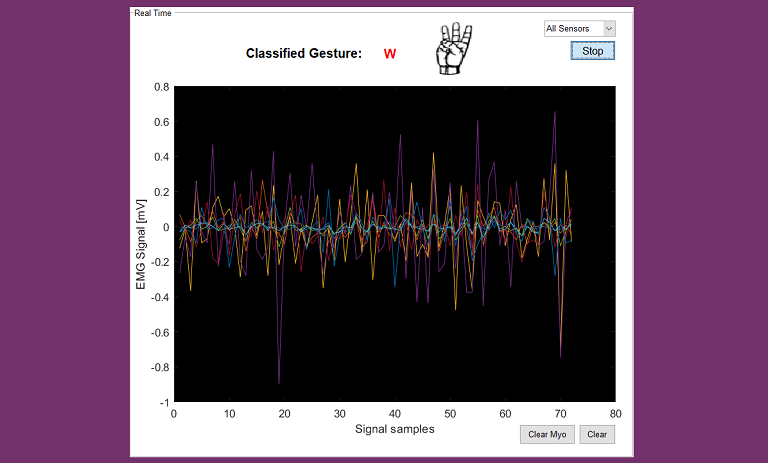 Real Time
All Sensors
Classified Gesture: W
Stop
0.8
0.6
0.4
0.2
0
-0.2
-0.4
-0.6
-0.8
-1
EMG Signal [mV]
0 10 20 30 40 50 60 70 80
Signal samples
Clear Myo Clear